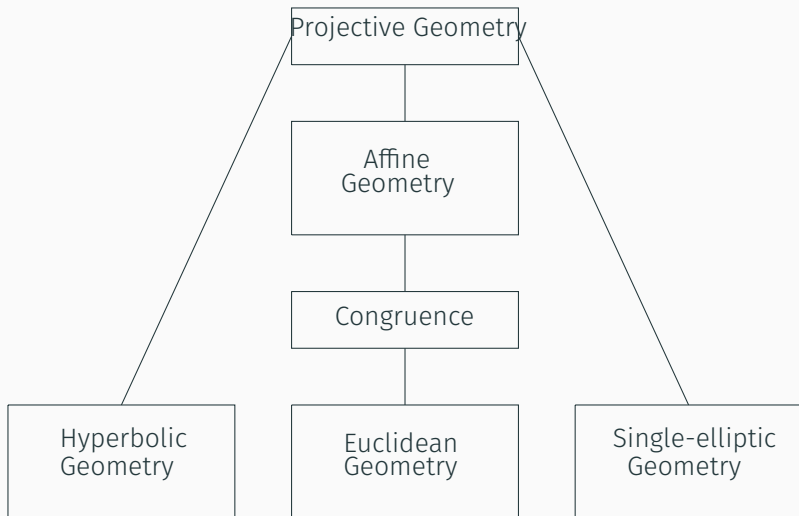 Projective Geometry
Affine
Geometry
Congruence
Hyperbolic
Geometry
Euclidean
Geometry
Single-elliptic
Geometry